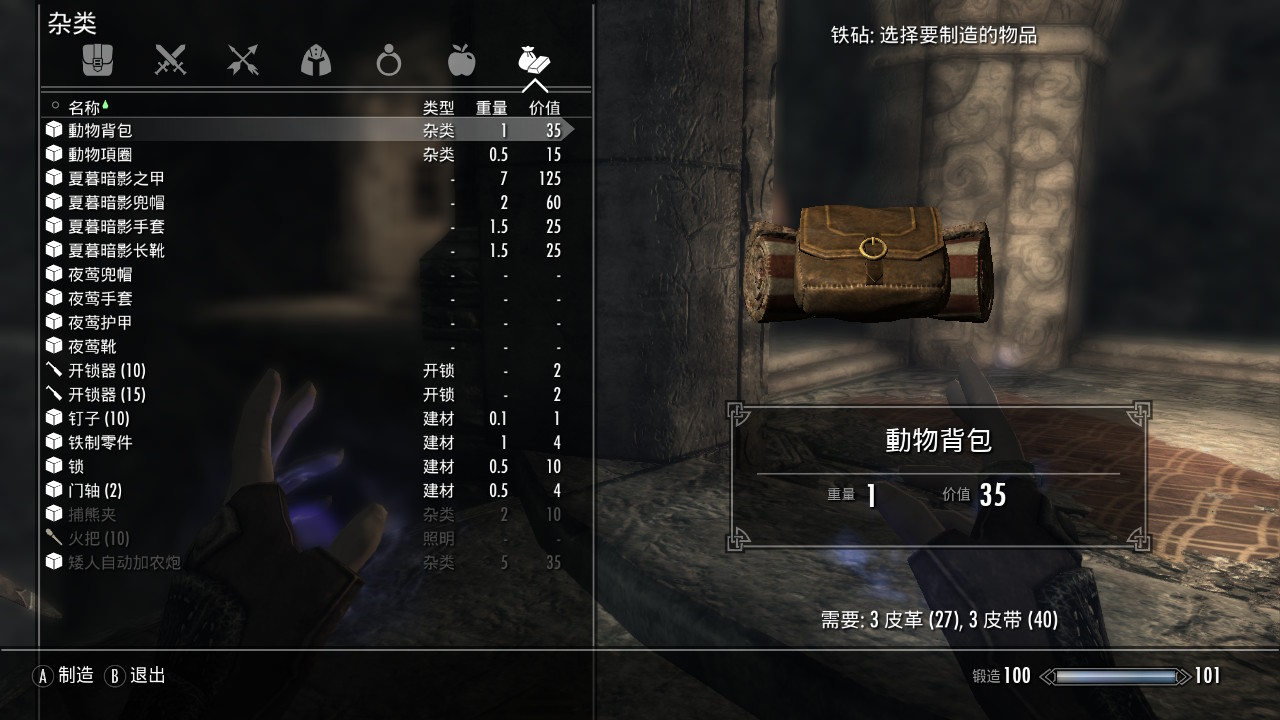 杂类
铁砧: 选择要制造的物品
名称 类型 重量 价值
動物背包 杂类 1 35
動物項圈 杂类 0.5 15
夏暮暗影之甲 - 7 125
夏暮暗影兜帽 - 2 60
夏暮暗影手套 - 1.5 25
夏暮暗影长靴 - 1.5 25
夜莺兜帽 - - -
夜莺手套 - - -
夜莺护甲 - - -
夜莺靴 - - -
开锁器 (10) 开锁 - 2
开锁器 (15) 开锁 - 2
钉子 (10) 建材 0.1 1
铁制零件 建材 1 4
锁 建材 0.5 10
门轴 (2) 建材 0.5 4
捕熊夹 杂类 2 10
火把 (10) 照明 - -
矮人自动加农炮 杂类 5 35
動物背包
重量 1 价值 35
需要: 3 皮革 (27), 3 皮带 (40)
A 制造 B 退出
锻造 100 101